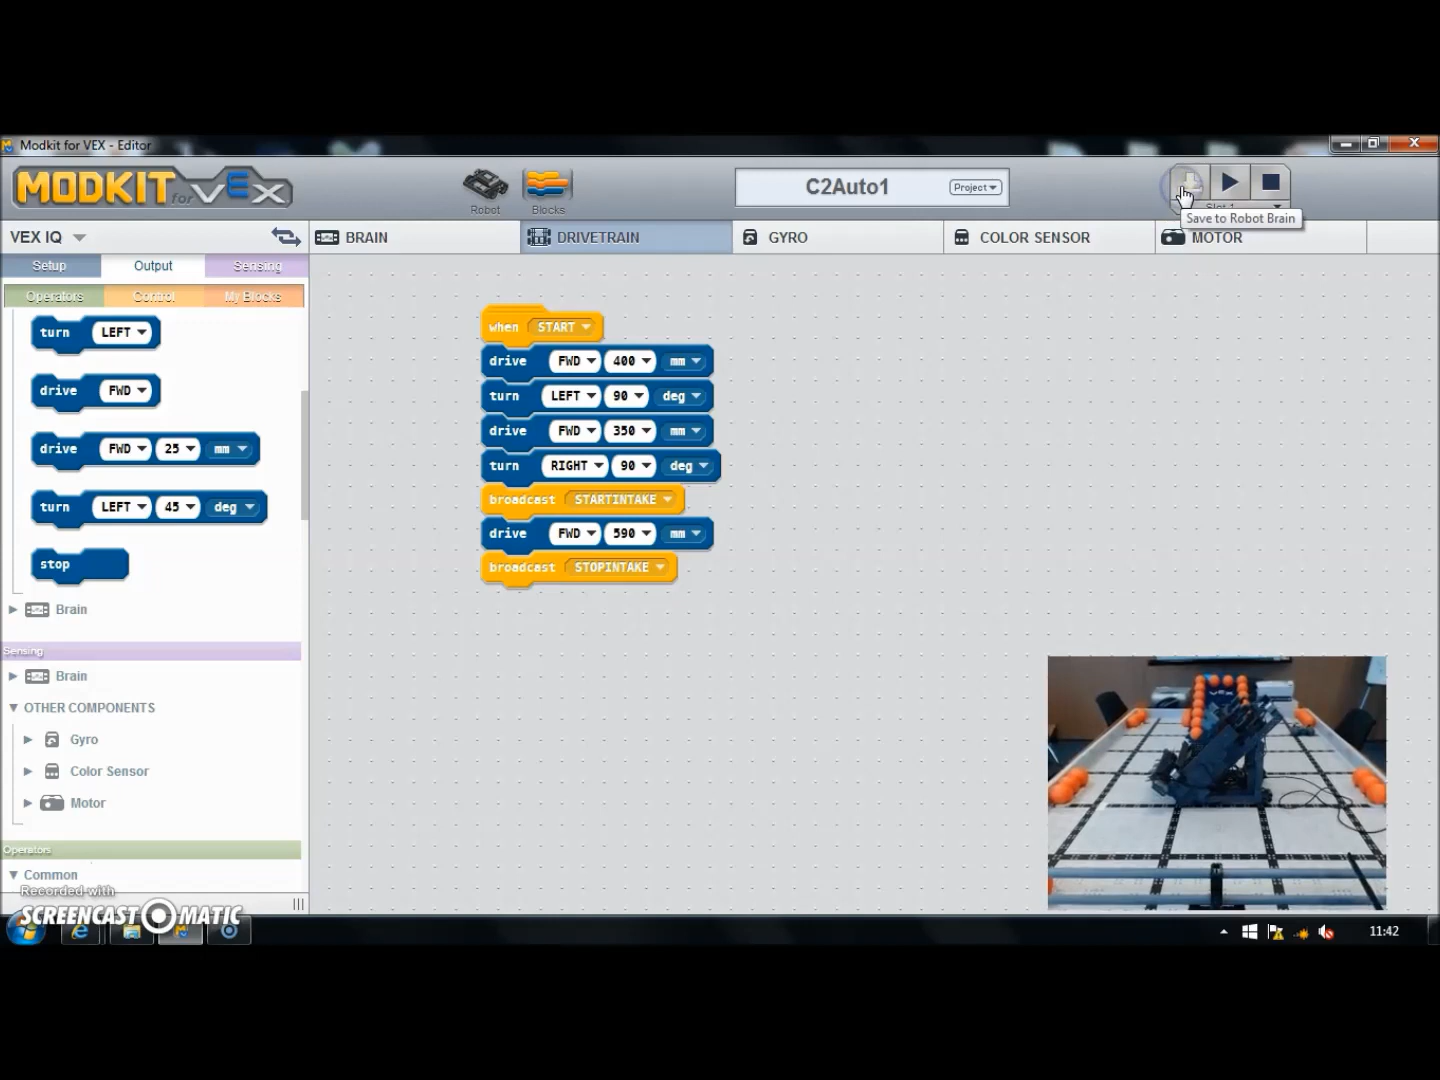 Modkit for VEX - Editor
MODKIT for VEX
Robot
Blocks
C2Auto1
Project
Slot 1
Save to Robot Brain
VEX IQ
BRAIN
DRIVETRAIN
GYRO
COLOR SENSOR
MOTOR
Setup
Output
Sensing
Operators
Control
My Blocks
turn LEFT
drive FWD
drive FWD 25 mm
turn LEFT 45 deg
stop
Brain
Sensing
Brain
OTHER COMPONENTS
Gyro
Color Sensor
Motor
Operators
Common
when START
drive FWD 400 mm
turn LEFT 90 deg
drive FWD 350 mm
turn RIGHT 90 deg
broadcast STARTINTAKE
drive FWD 590 mm
broadcast STOPINTAKE
VEX
Recorded with
SCREENCAST-O-MATIC
11:42